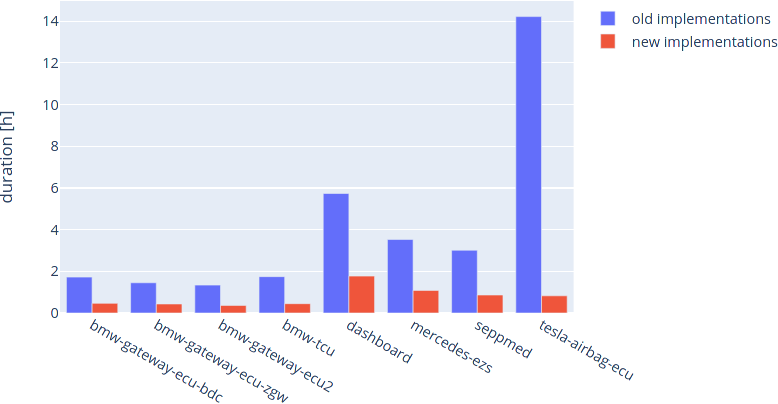 old implementations
new implementations
duration [h]
14
12
10
8
6
4
2
0
bmw-gateway-ecu-bdc
bmw-gateway-ecu-zgw
bmw-gateway-ecu2
bmw-tcu
dashboard
mercedes-ezs
seppmed
tesla-airbag-ecu